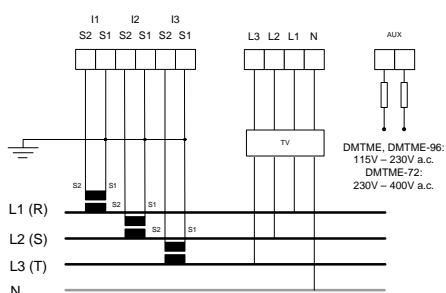 I1 I2 I3
S2 S1 S2 S1 S2 S1 L3 L2 L1 N AUX
TV
DMTME, DMTME-96:
115V – 230V a.c.
DMTME-72:
230V – 400V a.c.
S2 S1
L1 (R)
S2 S1
L2 (S)
S2 S1
L3 (T)
N